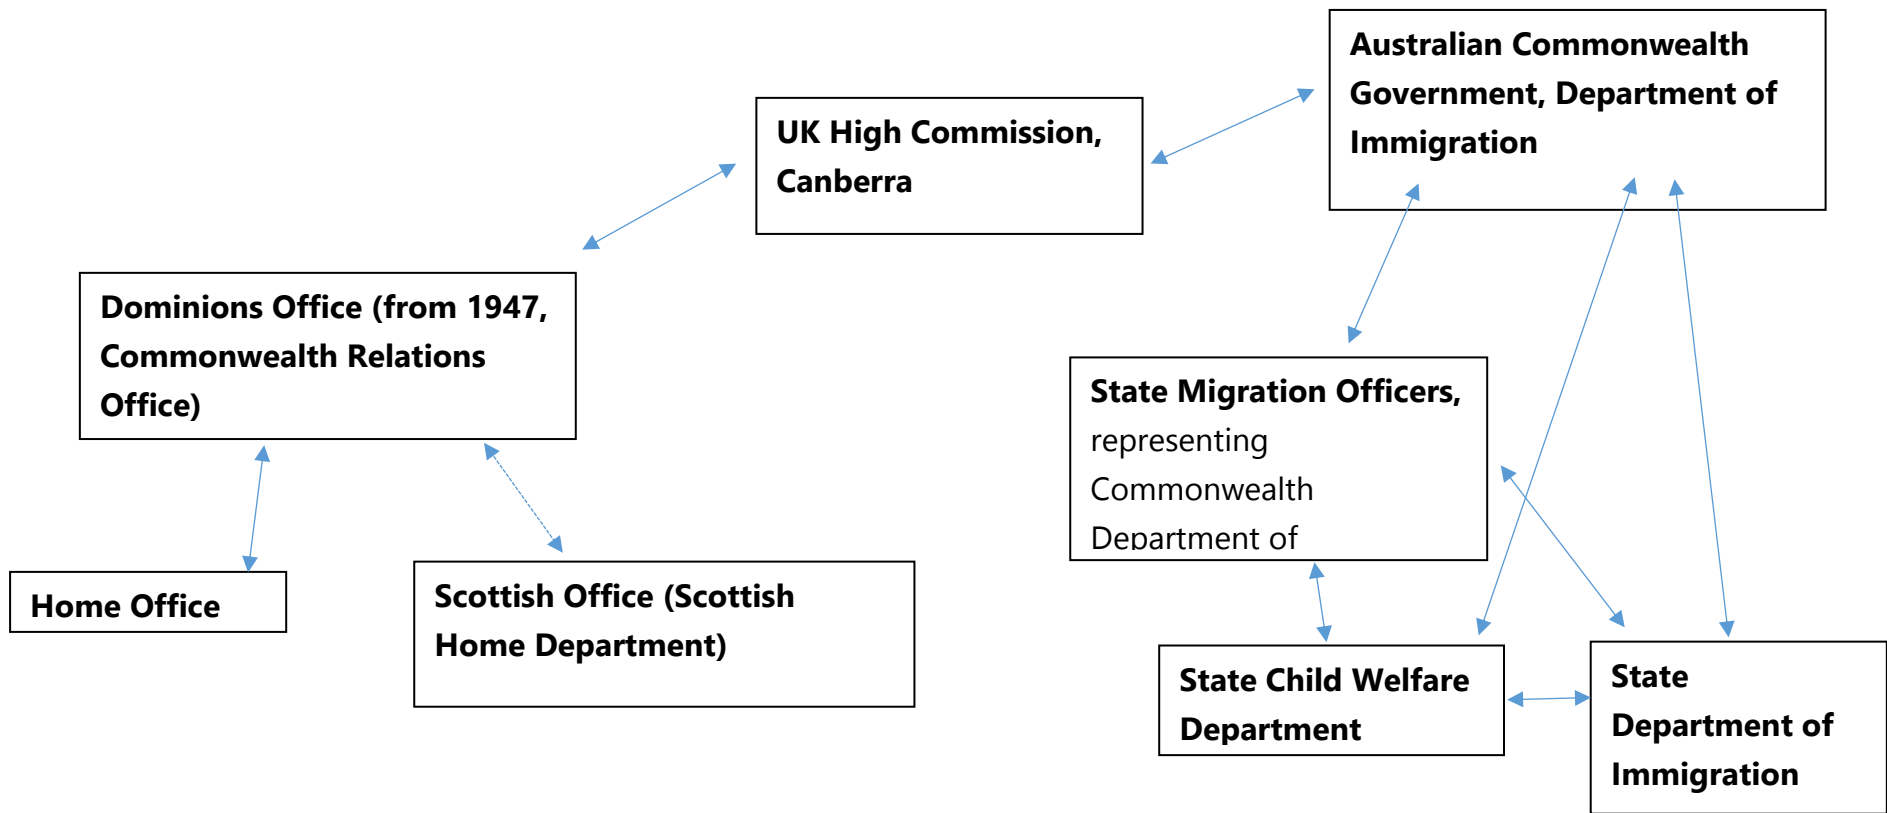 Australian Commonwealth
Government, Department of
Immigration
UK High Commission,
Canberra
Dominions Office (from 1947,
Commonwealth Relations
Office)
State Migration Officers,
representing
Commonwealth
Department of
Home Office
Scottish Office (Scottish
Home Department)
State Child Welfare
Department
State
Department of
Immigration